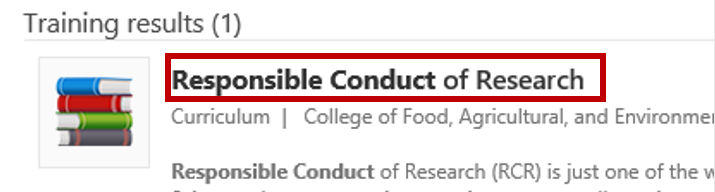 Training results (1)
Responsible Conduct of Research
Curriculum | College of Food, Agricultural, and
Responsible Conduct of Research (RCR) is just one of the